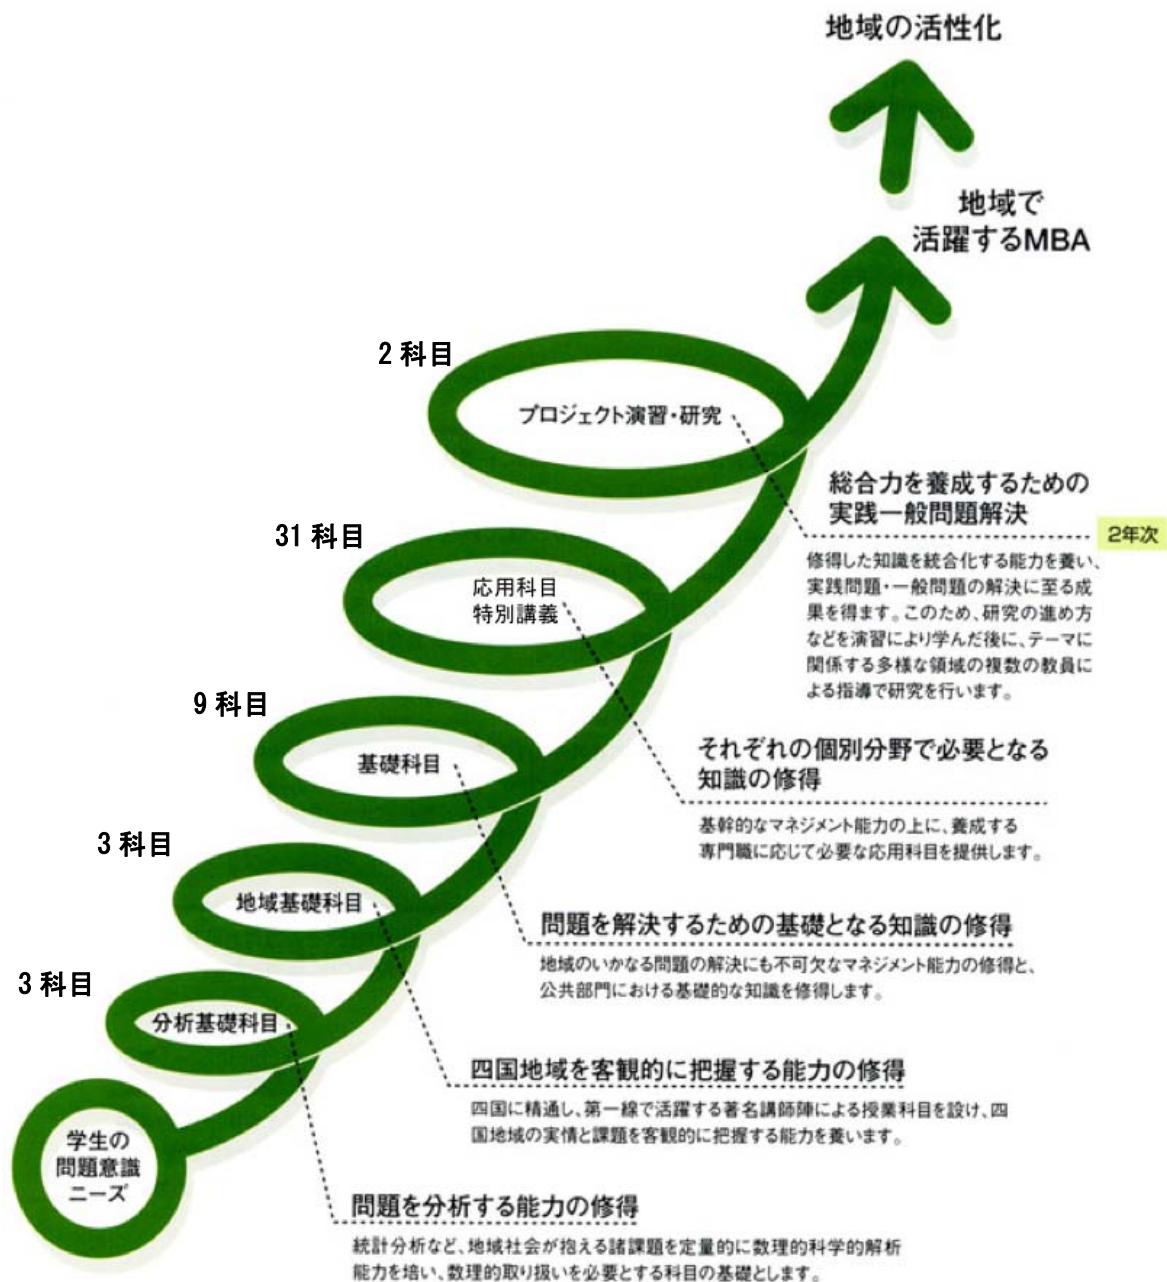 地域の活性化
地域で
活躍するMBA
2 科目
プロジェクト演習・研究
総合力を養成するための
実践一般問題解決
2年次
修得した知識を統合化する能力を養い、
実践問題・一般問題の解決に至る成
果を得ます。このため、研究の進め方
などを演習により学んだ後に、テーマに
関係する多様な領域の複数の教員に
よる指導で研究を行います。
31 科目
応用科目
特別講義
それぞれの個別分野で必要となる
知識の修得
基幹的なマネジメント能力の上に、養成する
専門職に応じて必要な応用科目を提供します。
9 科目
基礎科目
問題を解決するための基礎となる知識の修得
地域のいかなる問題の解決にも不可欠なマネジメント能力の修得と、
公共部門における基礎的な知識を修得します。
3 科目
地域基礎科目
四国地域を客観的に把握する能力の修得
四国に精通し、第一線で活躍する著名講師陣による授業科目を設け、四
国地域の実情と課題を客観的に把握する能力を養います。
3 科目
分析基礎科目
問題を分析する能力の修得
統計分析など、地域社会が抱える諸課題を定量的に数理的科学的解析
能力を培い、数理的取り扱いを必要とする科目の基礎とします。
学生の
問題意識
ニーズ